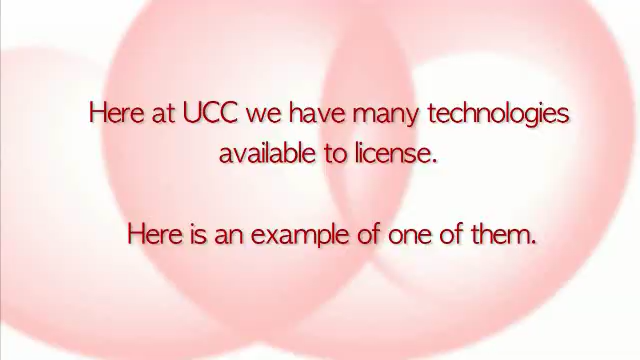 Here at UCC we have many technologies
available to license.
Here is an example of one of them.